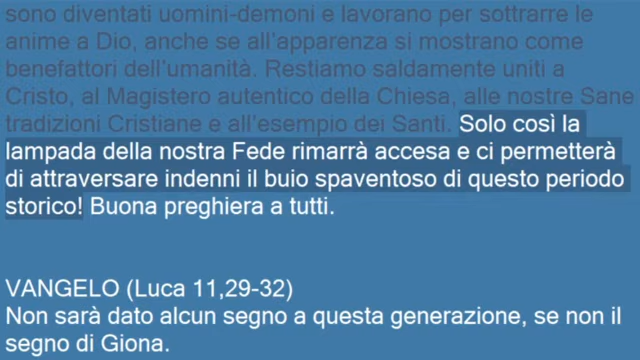 sono diventati uomini-demoni e lavorano per sottrarre le
anime a Dio, anche se all'apparenza si mostrano come
benefattori dell'umanità. Restiamo saldamente uniti a
Cristo, al Magistero autentico della Chiesa, alle nostre Sane
tradizioni Cristiane e all'esempio dei Santi. Solo così la
lampada della nostra Fede rimarrà accesa e ci permetterà
di attraversare indenni il buio spaventoso di questo periodo
storico! Buona preghiera a tutti.
VANGELO (Luca 11,29-32)
Non sarà dato alcun segno a questa generazione, se non il
segno di Giona.